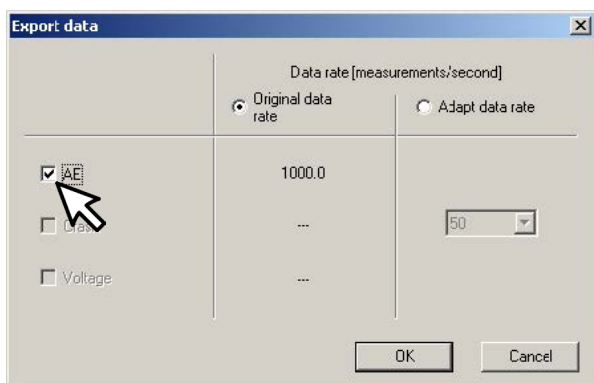 Export data
Data rate [measurements/second]
Original data
rate
Adapt data rate
AE
1000.0
---
50
Voltage
---
OK
Cancel